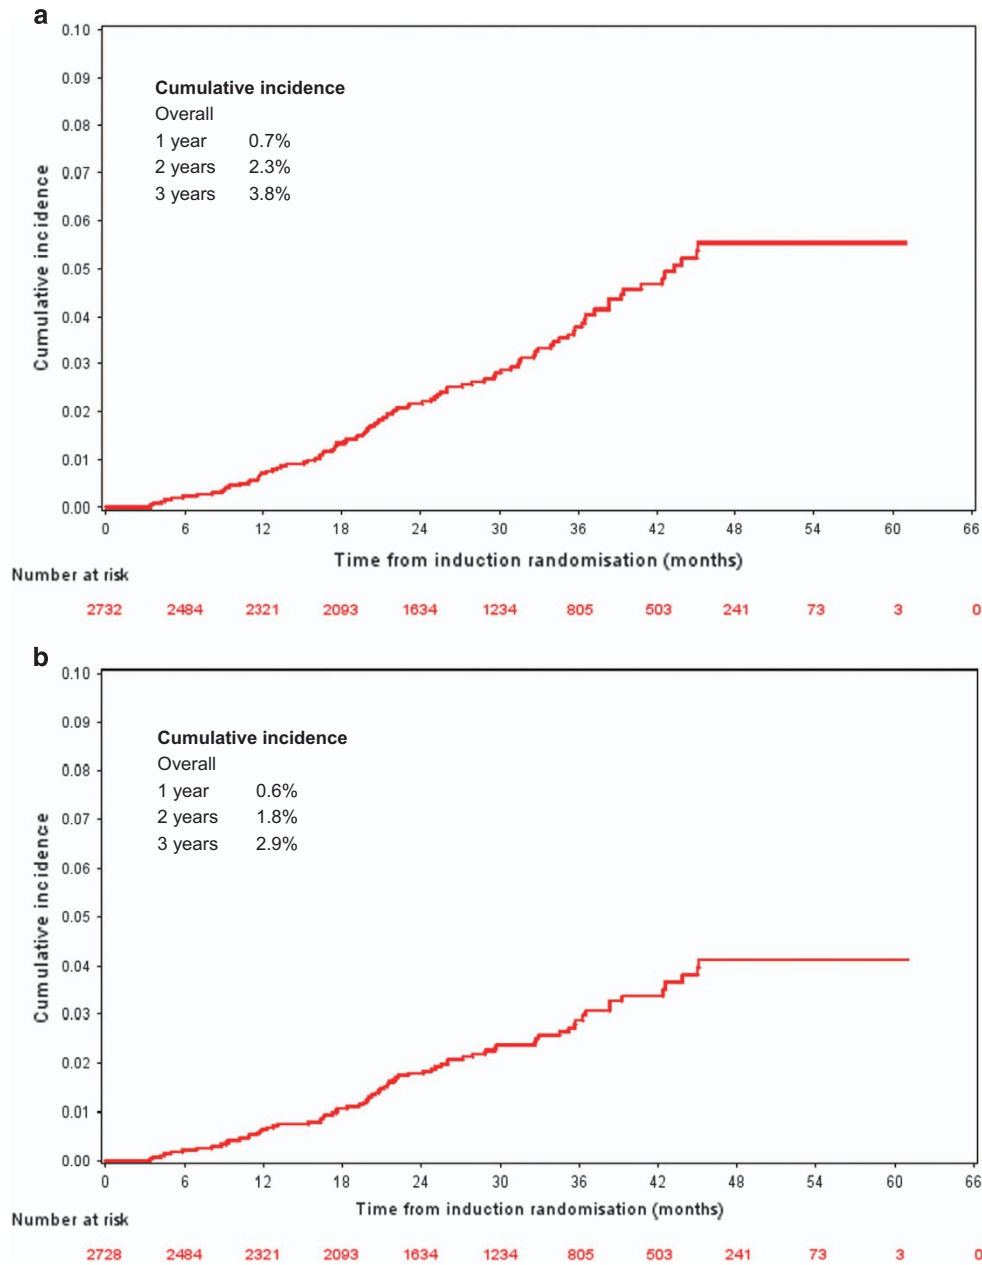 a
0.10
0.09
0.08
0.07
0.06
0.05
0.04
0.03
0.02
0.01
0.00
Cumulative incidence
Cumulative incidence
Overall
1 year 0.7%
2 years 2.3%
3 years 3.8%
0 6 12 18 24 30 36 42 48 54 60 66
Time from induction randomisation (months)
Number at risk
2732 2484 2321 2093 1634 1234 805 503 241 73 3 0
b
0.10
0.09
0.08
0.07
0.06
0.05
0.04
0.03
0.02
0.01
0.00
Cumulative incidence
Cumulative incidence
Overall
1 year 0.6%
2 years 1.8%
3 years 2.9%
0 6 12 18 24 30 36 42 48 54 60 66
Time from induction randomisation (months)
Number at risk
2728 2484 2321 2093 1634 1234 805 503 241 73 3 0